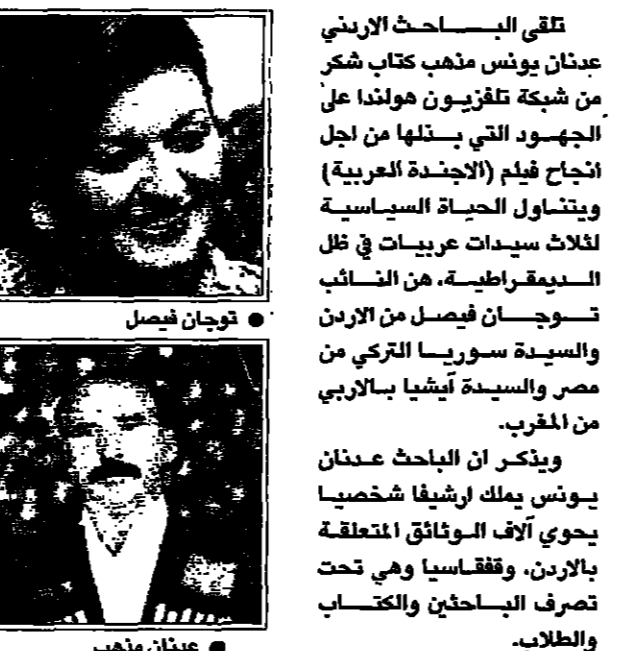 تلقى البـــاحث الاردني
عدنان يونس منهب كتاب شكر
من شبكة تلفزيون هولندا على
الجهود التي بذلها من اجل
انجاح فيلم (الاجندة العربية)
ويتناول الحياة السياسية
لثلاث سيدات عربيات في ظل
الديمقراطية، هن النائب
توجان فيصل من الاردن
والسيدة سوريا التركي من
مصر والسيدة آيشيا بالاربي
من المغرب.
ويذكر ان الباحث عدنان
يونس يملك ارشيفا شخصيا
يحوي آلاف الوثائق المتعلقة
بالاردن، وقفقاسيا وهي تحت
تصرف الباحثين والكتاب
والطلاب.
● توجان فيصل
● عدنان منهب